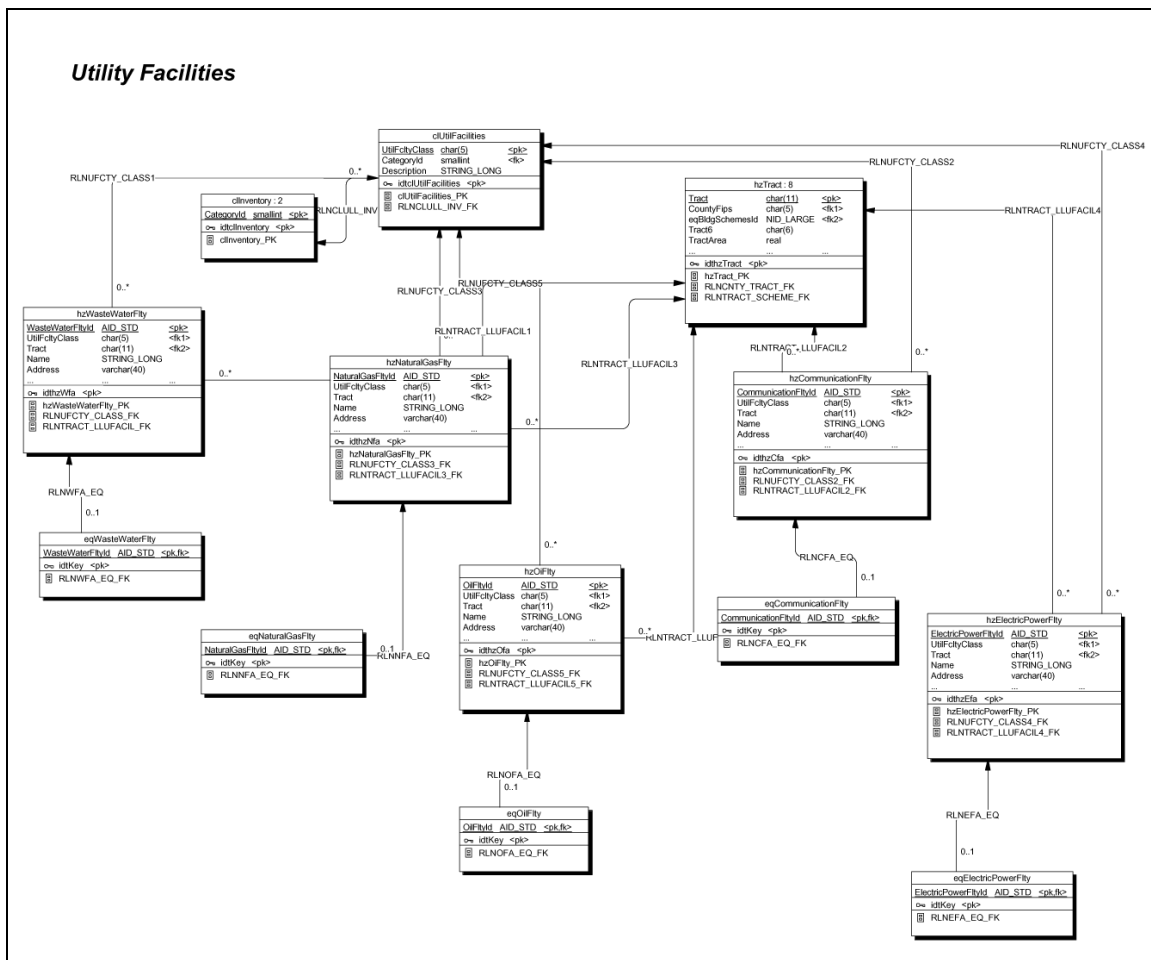 Utility Facilities
clUtilFacilities
UtilFcltyClass char(5) <pk>
CategoryId smallint <fk>
Description STRING_LONG
idtclUtilFacilities <pk>
clUtilFacilities_PK
RLNCLULL_INV_FK
RLNUFCTY_CLASS4
RLNUFCTY_CLASS2
RLNUFCTY_CLASS1
0..*
clInventory : 2
CategoryId smallint <pk>
idtclInventory <pk>
clInventory_PK
RLNCLULL_INV
hzTract : 8
Tract char(11) <pk>
CountyFips char(5) <fk1>
eqBldgSchemesId NID_LARGE <fk2>
Tract6 char(6)
TractArea real
... ... ...
idthzTract <pk>
hzTract_PK
RLNCNTY_TRACT_FK
RLNTRACT_SCHEME_FK
RLNTRACT_LLUFACIL4
RLNUFCTY_CLASS5
RLNUFCTY_CLASS3
RLNTRACT_LLUFACIL1
RLNTRACT_LLUFACIL2
RLNTRACT_LLUFACIL3
0..*
0..*
0..*
0..*
hzWasteWaterFlty
WasteWaterFltyId AID_STD <pk>
UtilFcltyClass char(5) <fk1>
Tract char(11) <fk2>
Name STRING_LONG
Address varchar(40)
... ... ...
idthzWfa <pk>
hzWasteWaterFlty_PK
RLNUFCTY_CLASS_FK
RLNTRACT_LLUFACIL_FK
0..*
hzNaturalGasFlty
NaturalGasFltyId AID_STD <pk>
UtilFcltyClass char(5) <fk1>
Tract char(11) <fk2>
Name STRING_LONG
Address varchar(40)
... ... ...
idthzNfa <pk>
hzNaturalGasFlty_PK
RLNUFCTY_CLASS3_FK
RLNTRACT_LLUFACIL3_FK
0..*
hzCommunicationFlty
CommunicationFltyId AID_STD <pk>
UtilFcltyClass char(5) <fk1>
Tract char(11) <fk2>
Name STRING_LONG
Address varchar(40)
... ... ...
idthzCfa <pk>
hzCommunicationFlty_PK
RLNUFCTY_CLASS2_FK
RLNTRACT_LLUFACIL2_FK
RLNWFA_EQ
0..1
eqWasteWaterFlty
WasteWaterFltyId AID_STD <pk,fk>
idtKey <pk>
RLNWFA_EQ_FK
0..*
RLNCFA_EQ
0..1
hzOilFlty
OilFltyId AID_STD <pk>
UtilFcltyClass char(5) <fk1>
Tract char(11) <fk2>
Name STRING_LONG
Address varchar(40)
... ... ...
idthzOfa <pk>
hzOilFlty_PK
RLNUFCTY_CLASS5_FK
RLNTRACT_LLUFACIL5_FK
0..*
RLNTRACT_LLUF
eqCommunicationFlty
CommunicationFltyId AID_STD <pk,fk>
idtKey <pk>
RLNCFA_EQ_FK
0..*
0..*
hzElectricPowerFlty
ElectricPowerFltyId AID_STD <pk>
UtilFcltyClass char(5) <fk1>
Tract char(11) <fk2>
Name STRING_LONG
Address varchar(40)
... ... ...
idthzEfa <pk>
hzElectricPowerFlty_PK
RLNUFCTY_CLASS4_FK
RLNTRACT_LLUFACIL4_FK
eqNaturalGasFlty
NaturalGasFltyId AID_STD <pk,fk>
idtKey <pk>
RLNNFA_EQ_FK
0..1
RLNNFA_EQ
RLNOFA_EQ
0..1
eqOilFlty
OilFltyId AID_STD <pk,fk>
idtKey <pk>
RLNOFA_EQ_FK
RLNEFA_EQ
0..1
eqElectricPowerFlty
ElectricPowerFltyId AID_STD <pk,fk>
idtKey <pk>
RLNEFA_EQ_FK